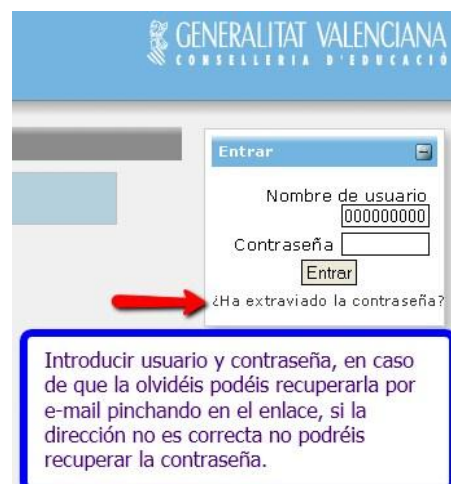 GENERALITAT VALENCIANA
CONSELLERIA D'EDUCACIÓ
Entrar
Nombre de usuario
000000000
Contraseña
Entrar
¿Ha extraviado la contraseña?
Introducir usuario y contraseña, en caso
de que la olvidéis podéis recuperarla por
e-mail pinchando en el enlace, si la
dirección no es correcta no podréis
recuperar la contraseña.